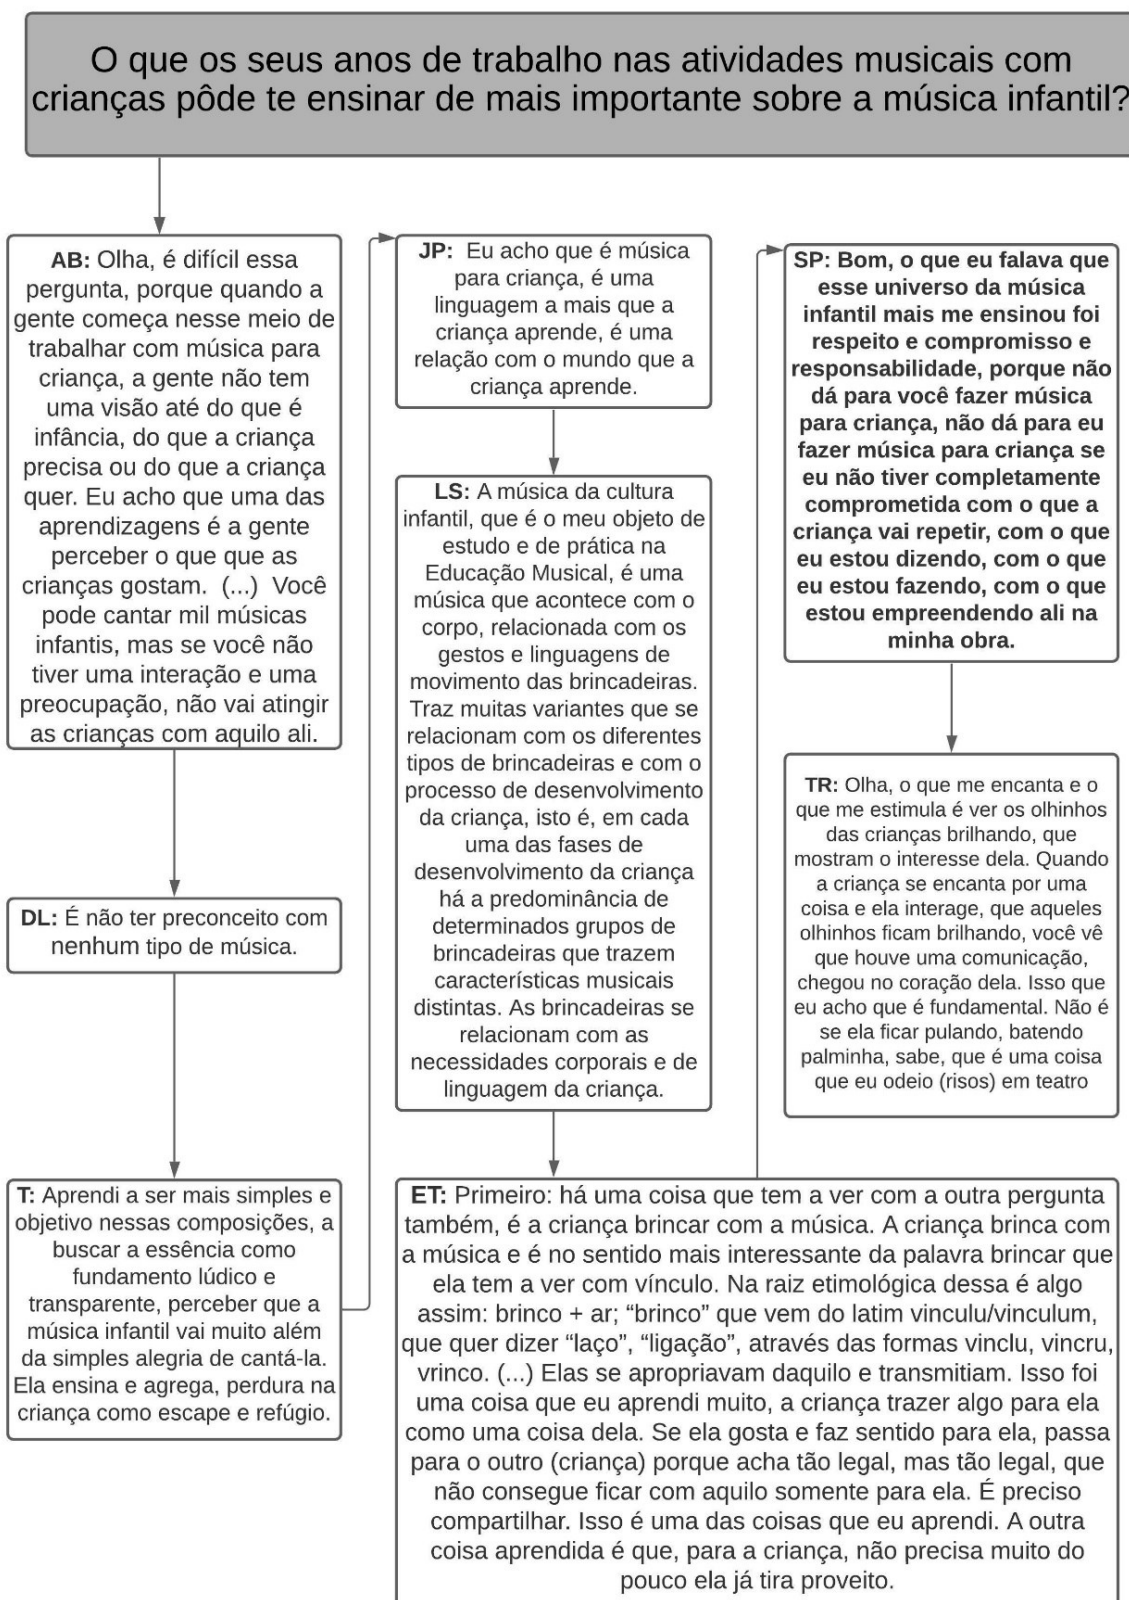 O que os seus anos de trabalho nas atividades musicais com
crianças pôde te ensinar de mais importante sobre a música infantil?
AB: Olha, é difícil essa
pergunta, porque quando a
gente começa nesse meio de
trabalhar com música para
criança, a gente não tem
uma visão até do que é
infância, do que a criança
precisa ou do que a criança
quer. Eu acho que uma das
aprendizagens é a gente
perceber o que que as
crianças gostam. (...) Você
pode cantar mil músicas
infantis, mas se você não
tiver uma interação e uma
preocupação, não vai atingir
as crianças com aquilo ali.
DL: É não ter preconceito com
nenhum tipo de música.
T: Aprendi a ser mais simples e
objetivo nessas composições, a
buscar a essência como
fundamento lúdico e
transparente, perceber que a
música infantil vai muito além
da simples alegria de cantá-la.
Ela ensina e agrega, perdura na
criança como escape e refúgio.
JP: Eu acho que é música
para criança, é uma
linguagem a mais que a
criança aprende, é uma
relação com o mundo que a
criança aprende.
LS: A música da cultura
infantil, que é o meu objeto de
estudo e de prática na
Educação Musical, é uma
música que acontece com o
corpo, relacionada com os
gestos e linguagens de
movimento das brincadeiras.
Traz muitas variantes que se
relacionam com os diferentes
tipos de brincadeiras e com o
processo de desenvolvimento
da criança, isto é, em cada
uma das fases de
desenvolvimento da criança
há a predominância de
determinados grupos de
brincadeiras que trazem
características musicais
distintas. As brincadeiras se
relacionam com as
necessidades corporais e de
linguagem da criança.
ET: Primeiro: há uma coisa que tem a ver com a outra pergunta
também, é a criança brincar com a música. A criança brinca com
a música e é no sentido mais interessante da palavra brincar que
ela tem a ver com vínculo. Na raiz etimológica dessa é algo
assim: brinco + ar; “brinco” que vem do latim vinculu/vinculum,
que quer dizer “laço”, “ligação”, através das formas vinclu, vincru,
vrinco. (...) Elas se apropriavam daquilo e transmitiam. Isso foi
uma coisa que eu aprendi muito, a criança trazer algo para ela
como uma coisa dela. Se ela gosta e faz sentido para ela, passa
para o outro (criança) porque acha tão legal, mas tão legal, que
não consegue ficar com aquilo somente para ela. É preciso
compartilhar. Isso é uma das coisas que eu aprendi. A outra
coisa aprendida é que, para a criança, não precisa muito do
pouco ela já tira proveito.
SP: Bom, o que eu falava que
esse universo da música
infantil mais me ensinou foi
respeito e compromisso e
responsabilidade, porque não
dá para você fazer música
para criança, não dá para eu
fazer música para criança se
eu não tiver completamente
comprometida com o que a
criança vai repetir, com o que
eu estou dizendo, com o que
eu estou fazendo, com o que
estou empreendendo ali na
minha obra.
TR: Olha, o que me encanta e o
que me estimula é ver os olhinhos
das crianças brilhando, que
mostram o interesse dela. Quando
a criança se encanta por uma
coisa e ela interage, que aqueles
olhinhos ficam brilhando, você vê
que houve uma comunicação,
chegou no coração dela. Isso que
eu acho que é fundamental. Não é
se ela ficar pulando, batendo
palminha, sabe, que é uma coisa
que eu odeio (risos) em teatro